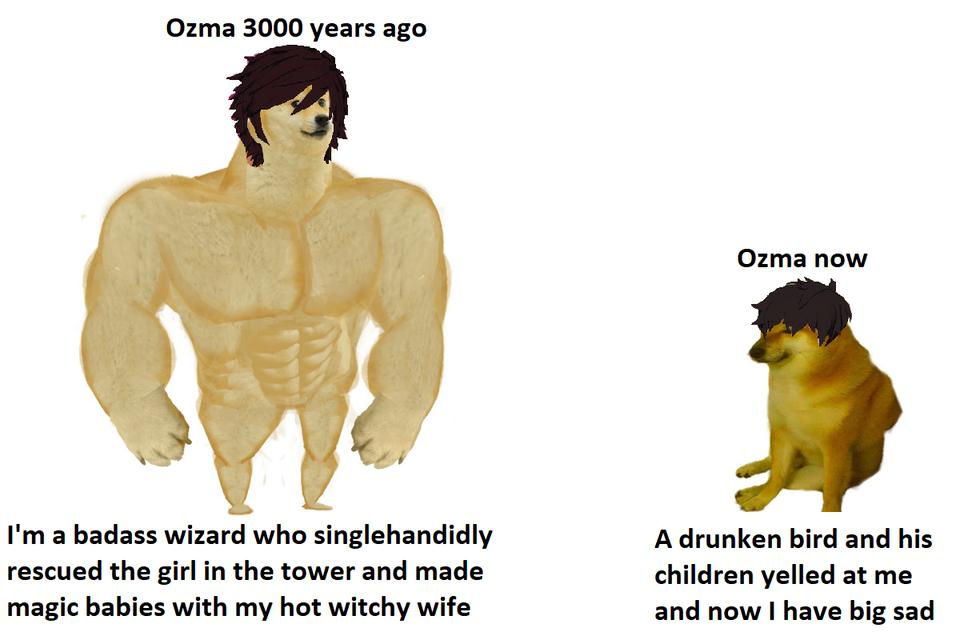 Ozma 3000 years ago
I'm a badass wizard who singlehandidly
rescued the girl in the tower and made
magic babies with my hot witchy wife
Ozma now
A drunken bird and his
children yelled at me
and now I have big sad